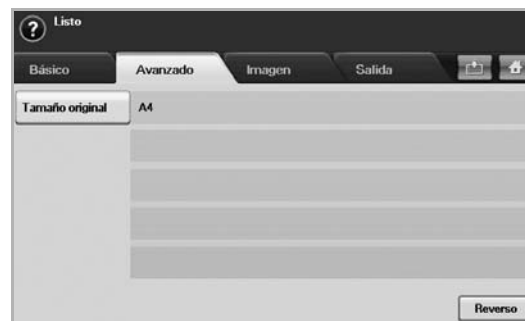 ? Listo
Básico Avanzado Imagen Salida
Tamaño original A4
Reverso